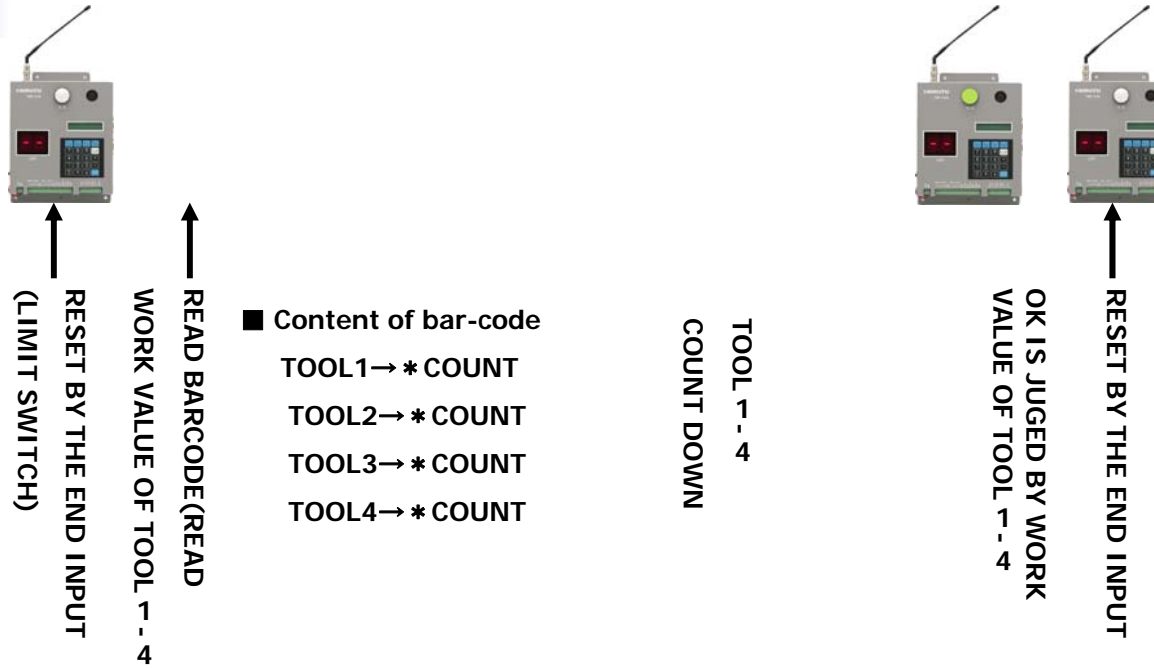 RESET BY THE END INPUT
(LIMIT SWITCH)
READ BARCODE(READ
WORK VALUE OF TOOL 1-4
■ Content of bar-code
TOOL1→＊COUNT
TOOL2→＊COUNT
TOOL3→＊COUNT
TOOL4→＊COUNT
TOOL 1-4
COUNT DOWN
OK IS JUGED BY WORK
VALUE OF TOOL 1-4
RESET BY THE END INPUT